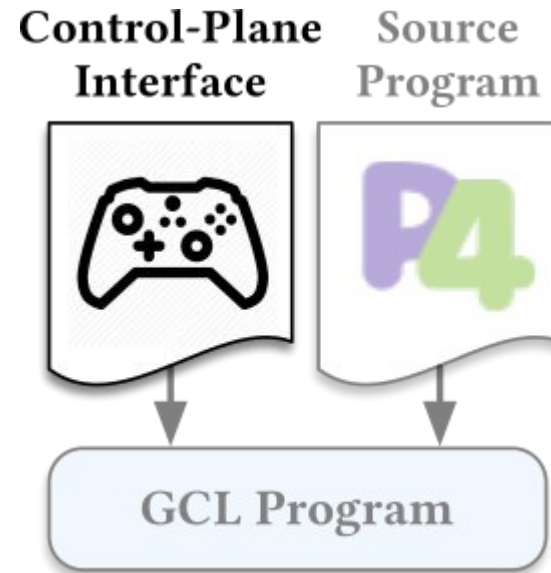 Control-Plane
Interface
Source
Program
P4
GCL Program